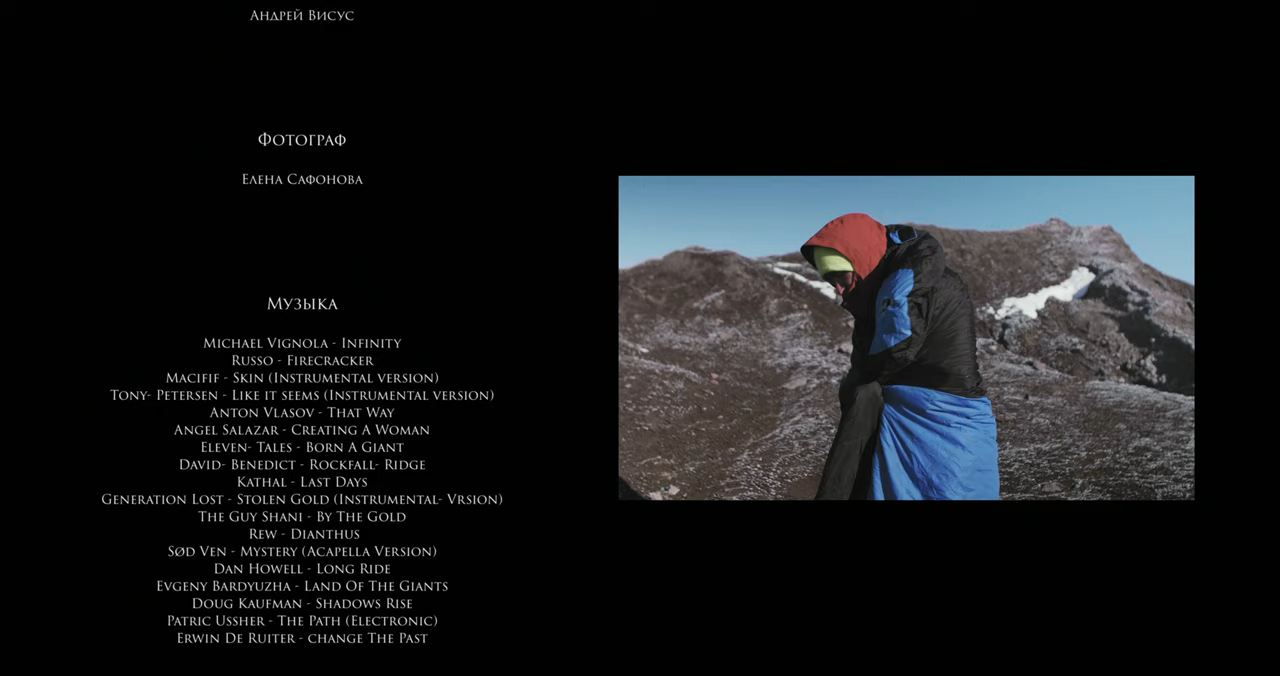 Андрей Висус
Фотограф
Елена Сафонова
Музыка
Michael Vignola - Infinity
Russo - Firecracker
Macifif - Skin (Instrumental version)
Tony- Petersen - Like it seems (Instrumental version)
Anton Vlasov - That Way
Angel Salazar - Creating A Woman
Eleven- Tales - Born A Giant
David- Benedict - Rockfall- Ridge
Kathal - Last Days
Generation Lost - Stolen Gold (Instrumental- Vrsion)
The Guy Shani - By The Gold
Rew - Dianthus
Sød Ven - Mystery (Acapella Version)
Dan Howell - Long Ride
Evgeny Bardyuzha - Land Of The Giants
Doug Kaufman - Shadows Rise
Patric Ussher - The Path (Electronic)
Erwin De Ruiter - change The Past